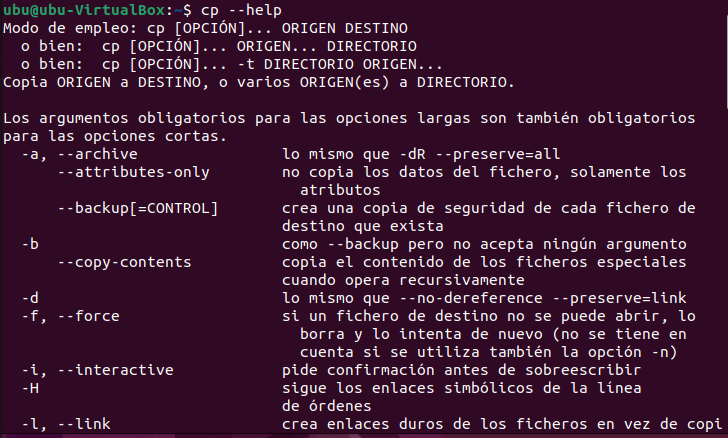 ubu@ubu-VirtualBox:~$ cp --help
Modo de empleo: cp [OPCIÓN]... ORIGEN DESTINO
  o bien:  cp [OPCIÓN]... ORIGEN... DIRECTORIO
  o bien:  cp [OPCIÓN]... -t DIRECTORIO ORIGEN...
Copia ORIGEN a DESTINO, o varios ORIGEN(es) a DIRECTORIO.

Los argumentos obligatorios para las opciones largas son también obligatorios
para las opciones cortas.
  -a, --archive                lo mismo que -dR --preserve=all
      --attributes-only        no copia los datos del fichero, solamente los
                                 atributos
      --backup[=CONTROL]       crea una copia de seguridad de cada fichero de
                               destino que exista
  -b                           como --backup pero no acepta ningún argumento
      --copy-contents          copia el contenido de los ficheros especiales
                               cuando opera recursivamente
  -d                           lo mismo que --no-dereference --preserve=link
  -f, --force                  si un fichero de destino no se puede abrir, lo
                                 borra y lo intenta de nuevo (no se tiene en
                                 cuenta si se utiliza también la opción -n)
  -i, --interactive            pide confirmación antes de sobreescribir
  -H                           sigue los enlaces simbólicos de la línea
                               de órdenes
  -l, --link                   crea enlaces duros de los ficheros en vez de copi